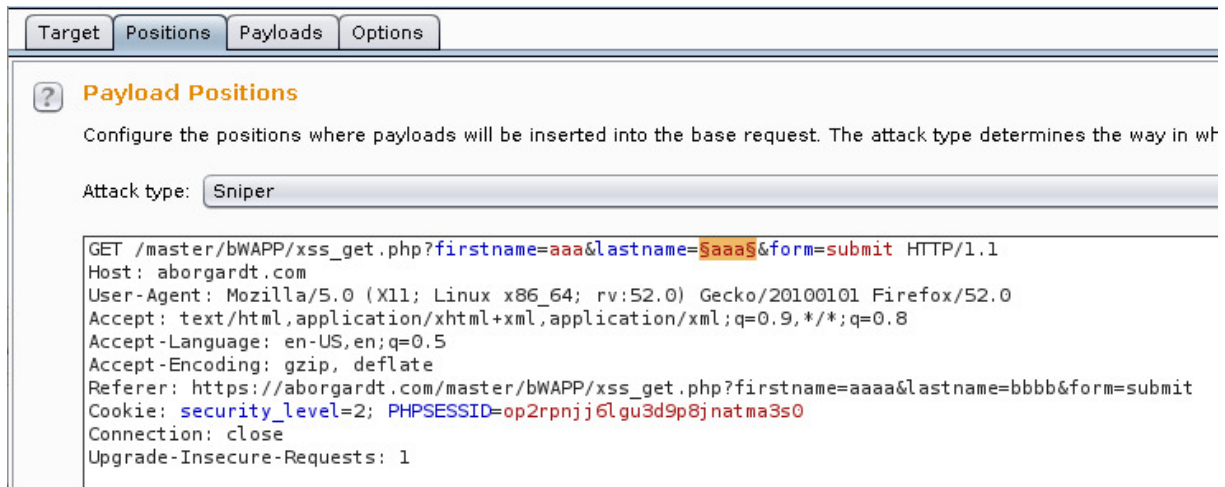 Target Positions Payloads Options
?
Payload Positions
Configure the positions where payloads will be inserted into the base request. The attack type determines the way in wh
Attack type: Sniper
GET /master/bWAPP/xss_get.php?firstname=aaa&lastname=§aaa§&form=submit HTTP/1.1
Host: aborgardt.com
User-Agent: Mozilla/5.0 (X11; Linux x86_64; rv:52.0) Gecko/20100101 Firefox/52.0
Accept: text/html,application/xhtml+xml,application/xml;q=0.9,*/*;q=0.8
Accept-Language: en-US,en;q=0.5
Accept-Encoding: gzip, deflate
Referer: https://aborgardt.com/master/bWAPP/xss_get.php?firstname=aaaa&lastname=bbbb&form=submit
Cookie: security_level=2; PHPSESSID=op2rpnjj6lgu3d9p8jnatma3s0
Connection: close
Upgrade-Insecure-Requests: 1